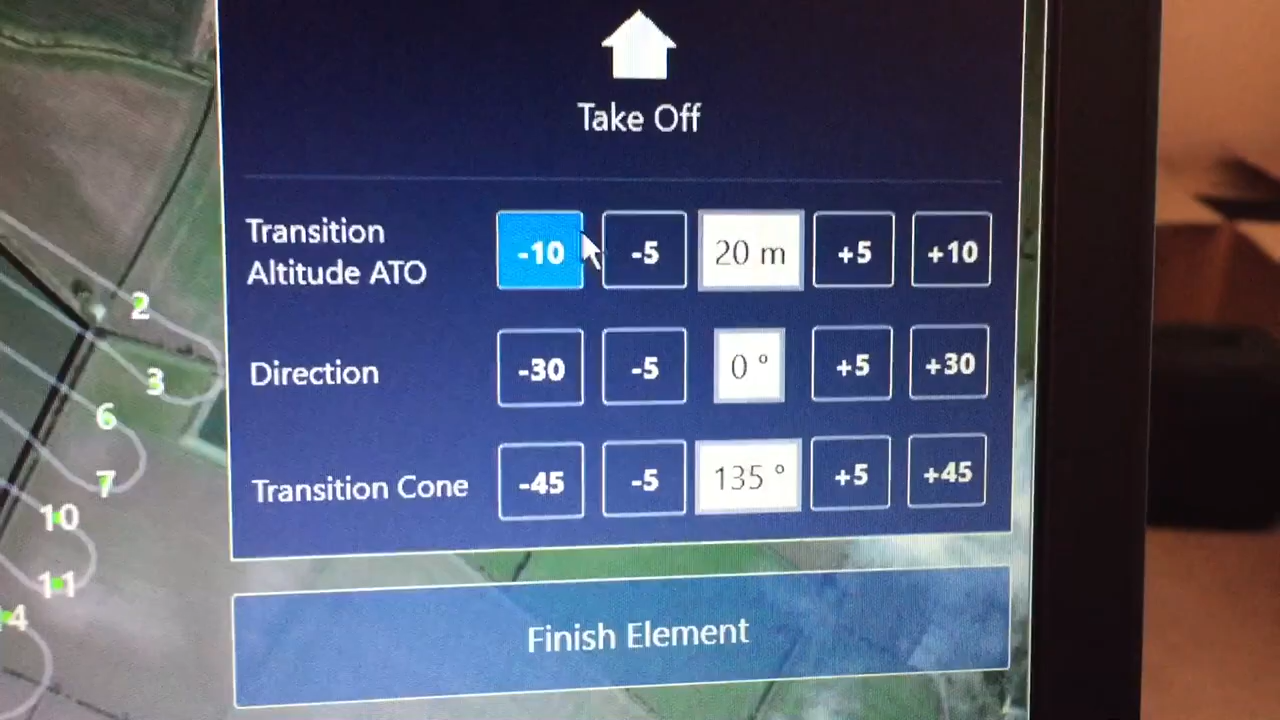 Take Off
Transition
Altitude ATO
-10 -5 20 m +5 +10
Direction -30 -5 0 ° +5 +30
Transition Cone -45 -5 135 ° +5 +45
Finish Element
2
3
6
7
10
11
14